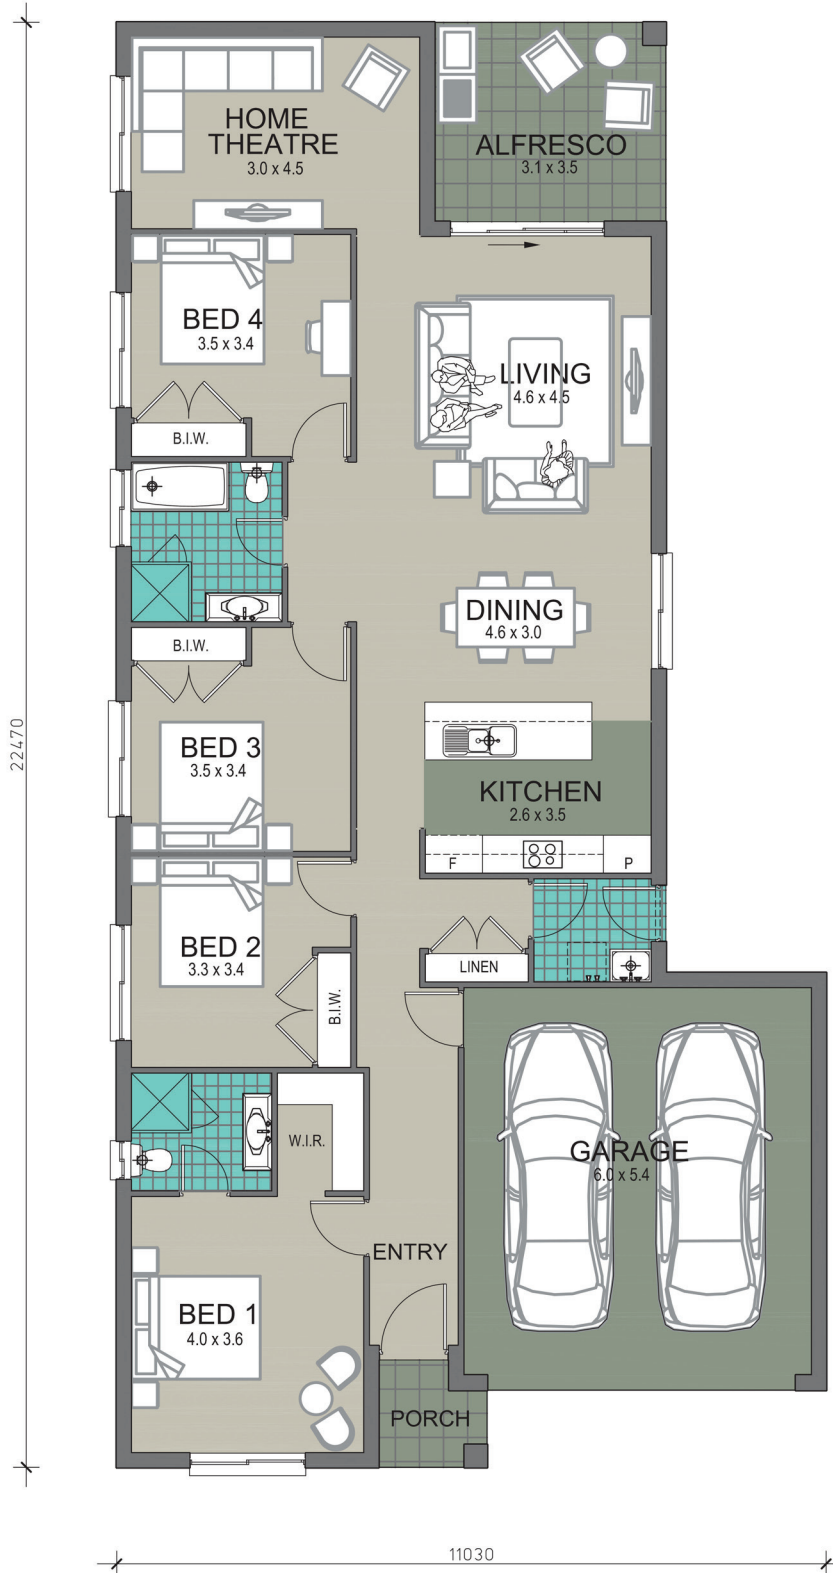 HOME
THEATRE
3.0 x 4.5
ALFRESCO
3.1 x 3.5
BED 4
3.5 x 3.4
LIVING
4.6 x 4.5
B.I.W.
DINING
4.6 x 3.0
B.I.W.
BED 3
3.5 x 3.4
22470
KITCHEN
2.6 x 3.5
F
P
BED 2
3.3 x 3.4
LINEN
B.I.W.
W.I.R.
GARAGE
6.0 x 5.4
ENTRY
BED 1
4.0 x 3.6
PORCH
11030